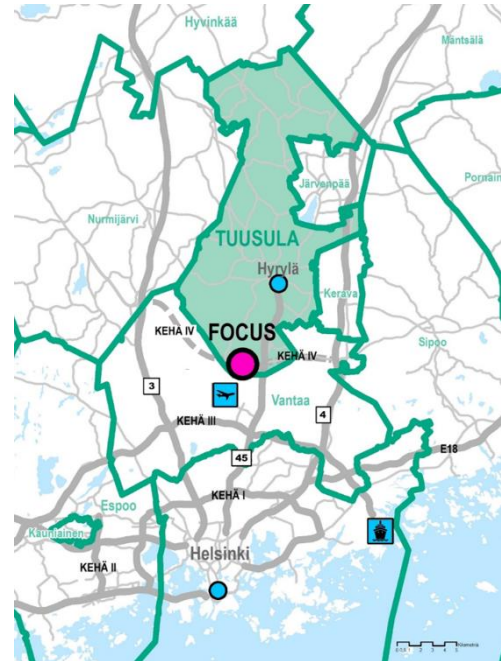 Hyvinkää
Mäntsälä
Järvenpää
Pornain
Nurmijärvi
TUUSULA
Hyrylä
Kerava
KEHÄ IV
FOCUS
Sipoo
KEHÄ IV
3
Vantaa
4
KEHÄ III
45
E18
KEHÄ I
Espoo
Kauniainen
Helsinki
KEHÄ II